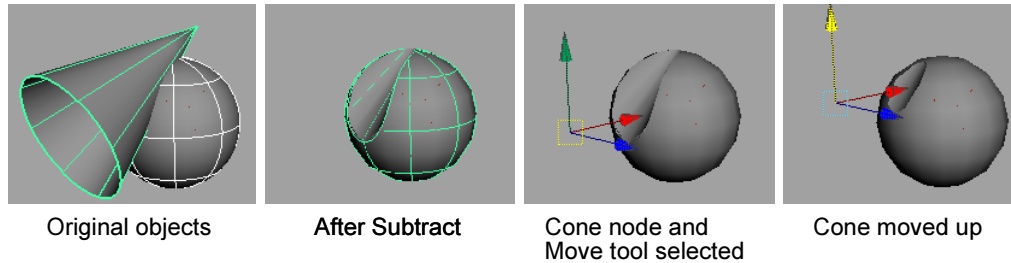 Original objects
After Subtract
Cone node and
Move tool selected
Cone moved up